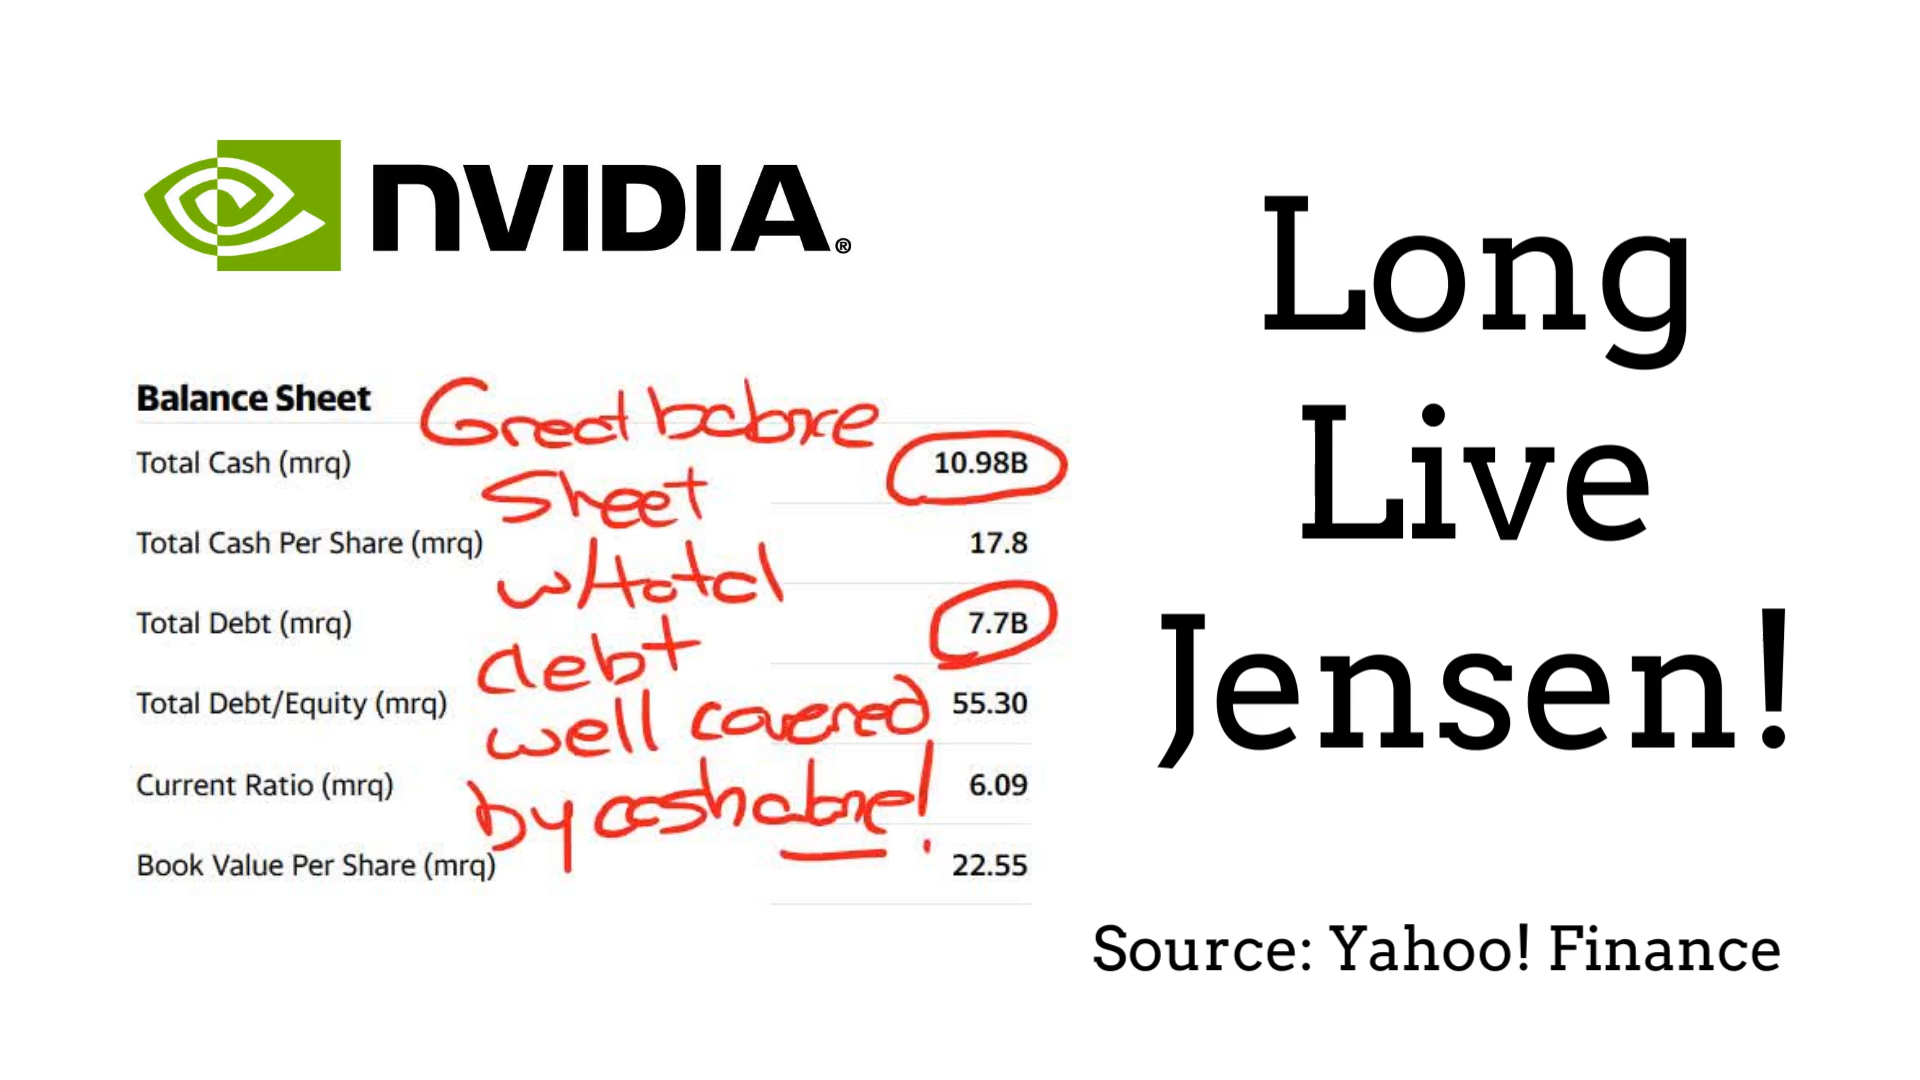 NVIDIA®
Balance Sheet
Great balance
Total Cash (mrq) 10.98B
Sheet
Total Cash Per Share (mrq) 17.8
w/total
Total Debt (mrq) 7.7B
debt
Total Debt/Equity (mrq) 55.30
well covered
Current Ratio (mrq) 6.09
by cash alone!
Book Value Per Share (mrq) 22.55
Long
Live
Jensen!
Source: Yahoo! Finance